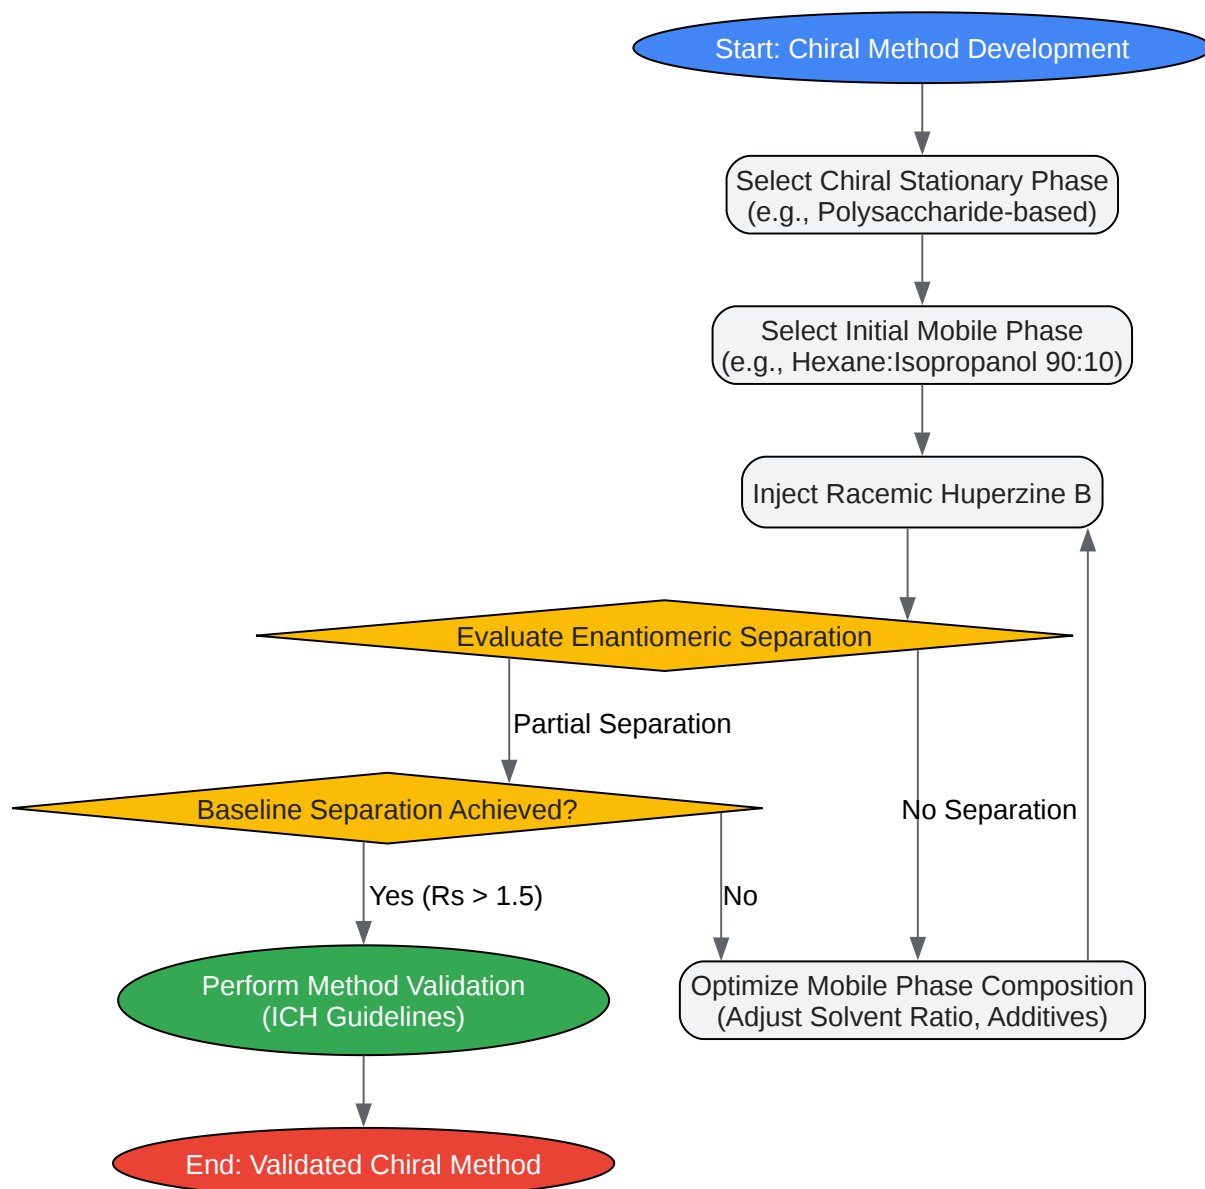 Start: Chiral Method Development
Select Chiral Stationary Phase
(e.g., Polysaccharide-based)
Select Initial Mobile Phase
(e.g., Hexane:Isopropanol 90:10)
Inject Racemic Huperzine B
Evaluate Enantiomeric Separation
Partial Separation
Baseline Separation Achieved?
No Separation
Yes (Rs > 1.5)
No
Perform Method Validation
(ICH Guidelines)
Optimize Mobile Phase Composition
(Adjust Solvent Ratio, Additives)
End: Validated Chiral Method